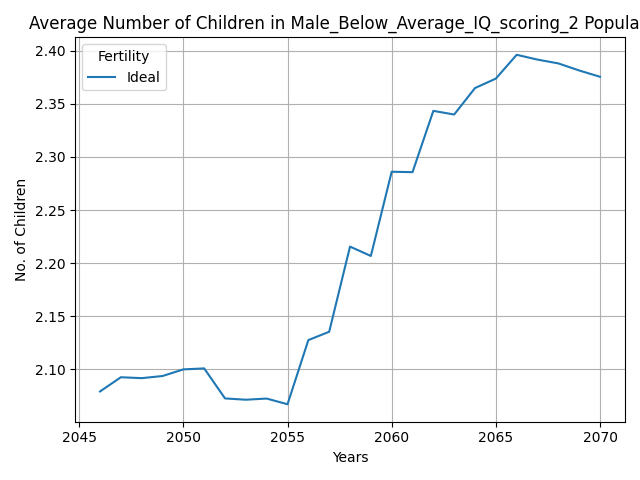 Average Number of Children in Male_Below_Average_IQ_scoring_2 Popula
Fertility
Ideal
No. of Children
2.40
2.35
2.30
2.25
2.20
2.15
2.10
2045 2050 2055 2060 2065 2070
Years